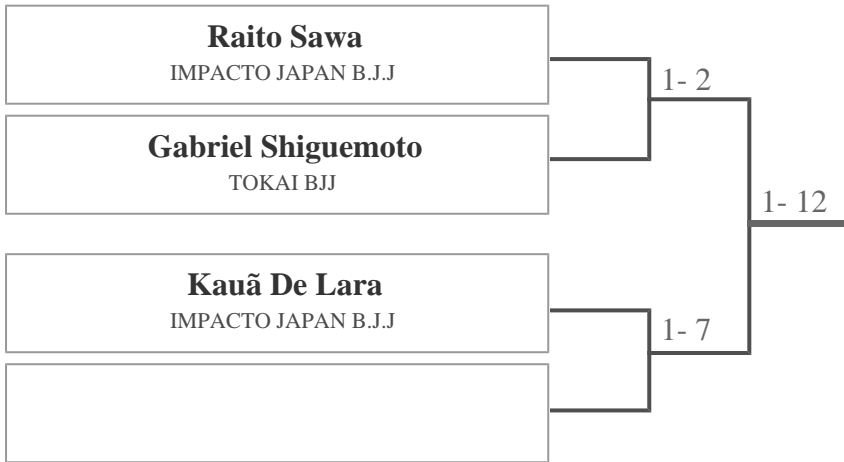 Raito Sawa
IMPACTO JAPAN B.J.J
1- 2
Gabriel Shiguemoto
TOKAI BJJ
1- 12
Kauã De Lara
IMPACTO JAPAN B.J.J
1- 7